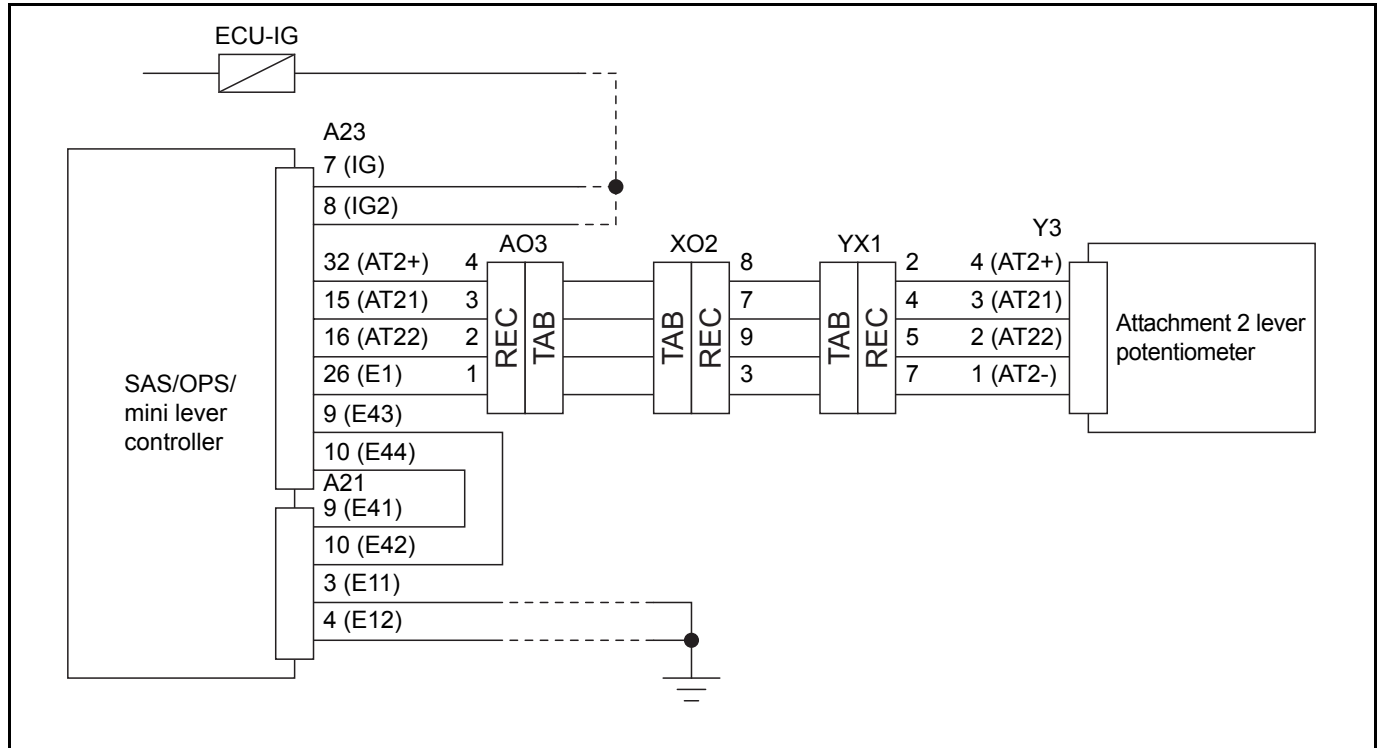 ECU-IG
A23
7 (IG)
8 (IG2)
AO3
XO2
YX1
Y3
32 (AT2+) 4 8 2 4 (AT2+)
15 (AT21) 3 7 4 3 (AT21)
16 (AT22) 2 9 5 2 (AT22)
26 (E1) 1 3 7 1 (AT2-)
REC
TAB
TAB
REC
TAB
REC
Attachment 2 lever
potentiometer
SAS/OPS/
mini lever
controller
9 (E43)
10 (E44)
A21
9 (E41)
10 (E42)
3 (E11)
4 (E12)